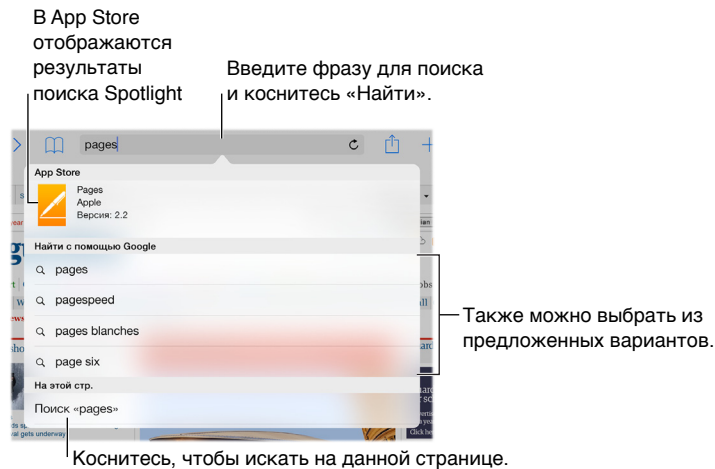 В App Store
отображаются
результаты
поиска Spotlight
Введите фразу для поиска
и коснитесь «Найти».
pages
App Store
Pages
Apple
Версия: 2.2
Найти с помощью Google
pages
pagespeed
pages blanches
page six
Также можно выбрать из
предложенных вариантов.
На этой стр.
Поиск «pages»
gets underway
Коснитесь, чтобы искать на данной странице.